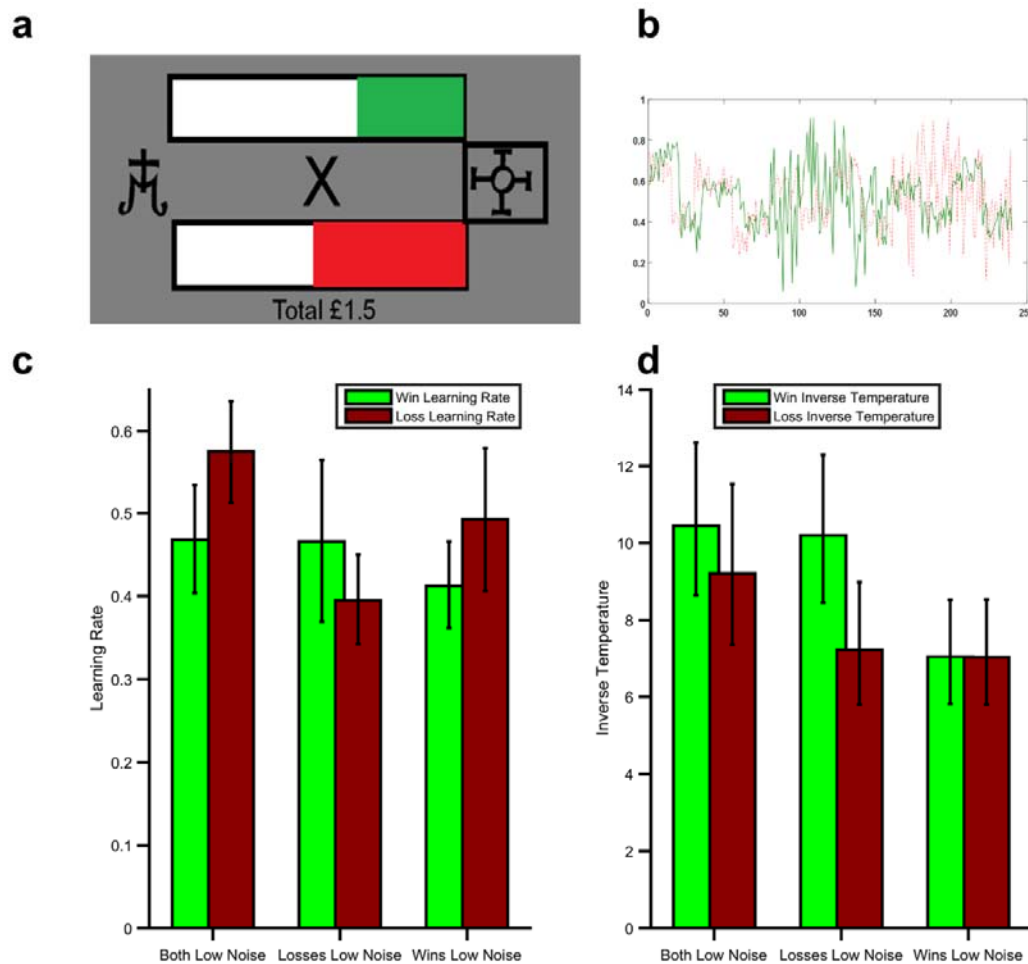 a
X
Total £1.5
b
1
0.8
0.6
0.4
0.2
0
0
50
100
150
200
25
c
Win Learning Rate
Loss Learning Rate
Learning Rate
0.6
0.5
0.4
0.3
0.2
0.1
0
Both Low Noise
Losses Low Noise
Wins Low Noise
d
Win Inverse Temperature
Loss Inverse Temperature
Inverse Temperature
14
12
10
8
6
4
2
0
Both Low Noise
Losses Low Noise
Wins Low Noise